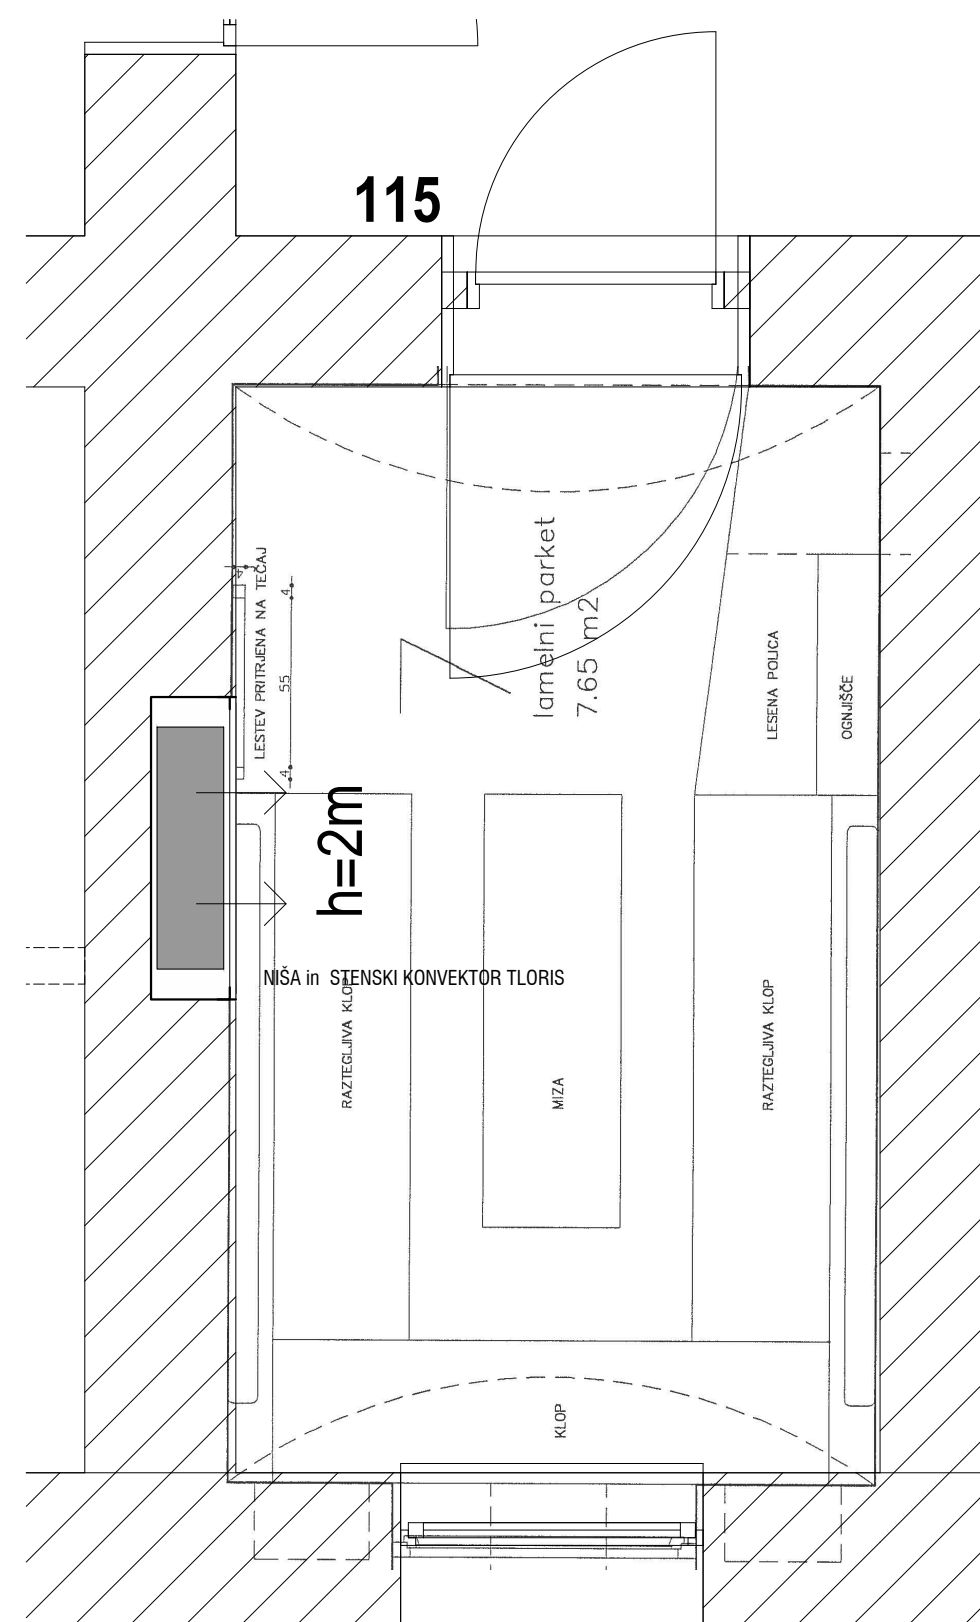 115
lamelni parket
7.65 m2
LESTEV PRITRJENA NA TEČAJ
4
4
55
4
LESENA POLICA
OGNJIŠČE
h=2m
NIŠA in STENSKI KONVEKTOR TLORIS
RAZTEGLJIVA KLOP
MIZA
RAZTEGLJIVA KLOP
KLOP